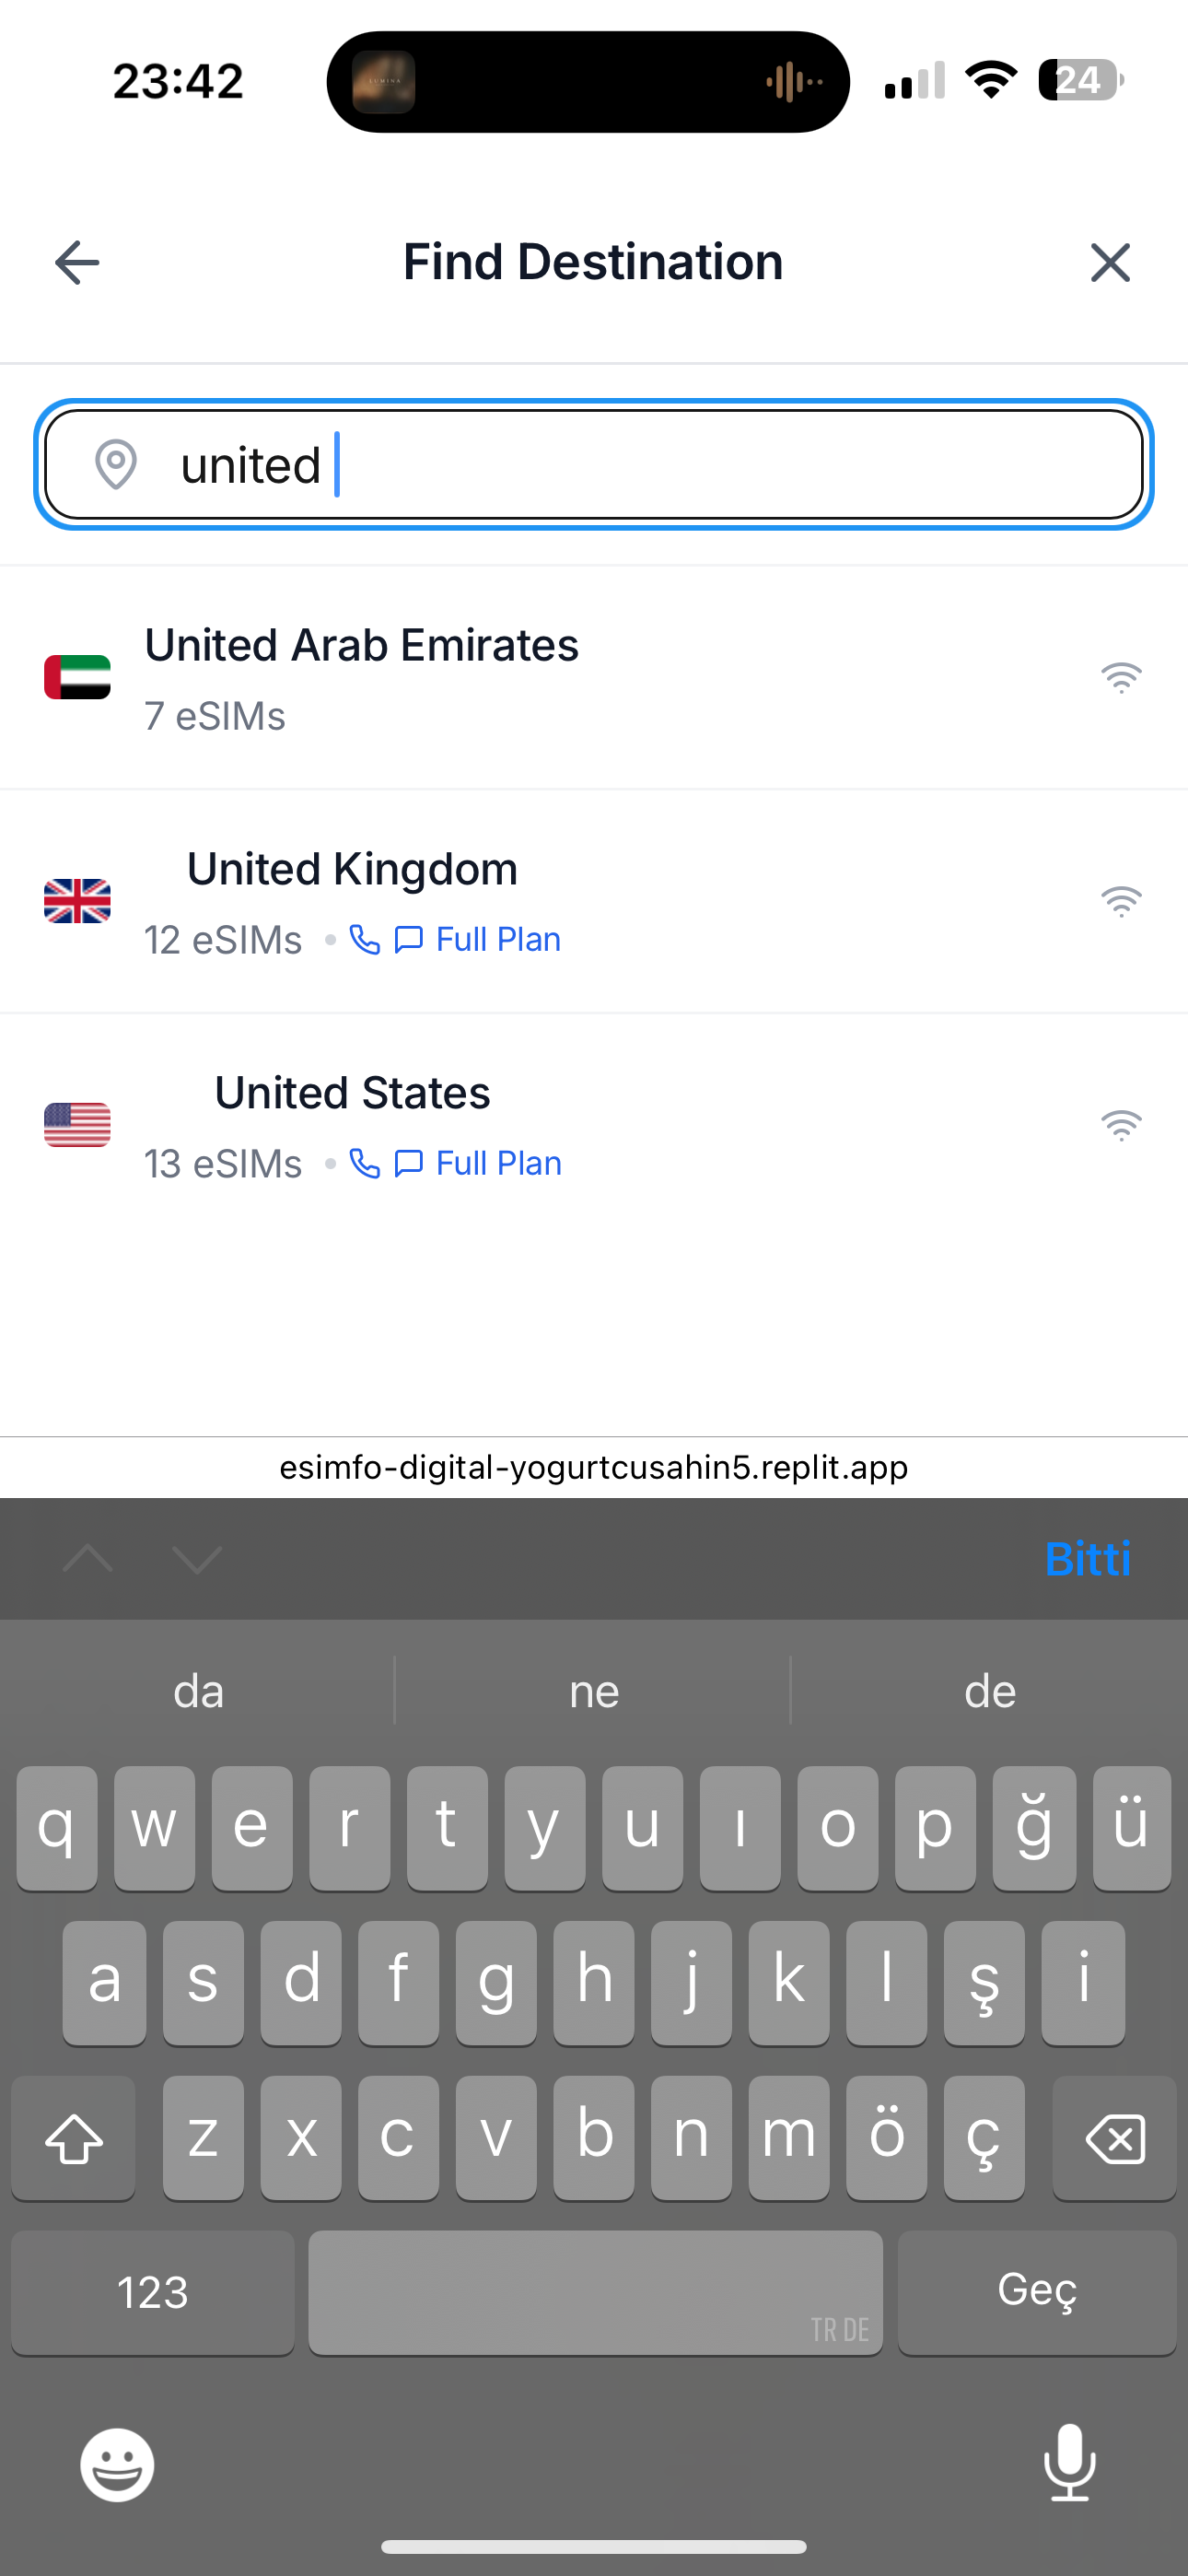 23:42
LUMINA
24
Find Destination
united
United Arab Emirates
7 eSIMs
United Kingdom
12 eSIMs • Full Plan
United States
13 eSIMs • Full Plan
esimfo-digital-yogurtcusahin5.replit.app
Bitti
da ne de
q w e r t y u ı o p ğ ü
a s d f g h j k l ş i
z x c v b n m ö ç
123 TR DE Geç